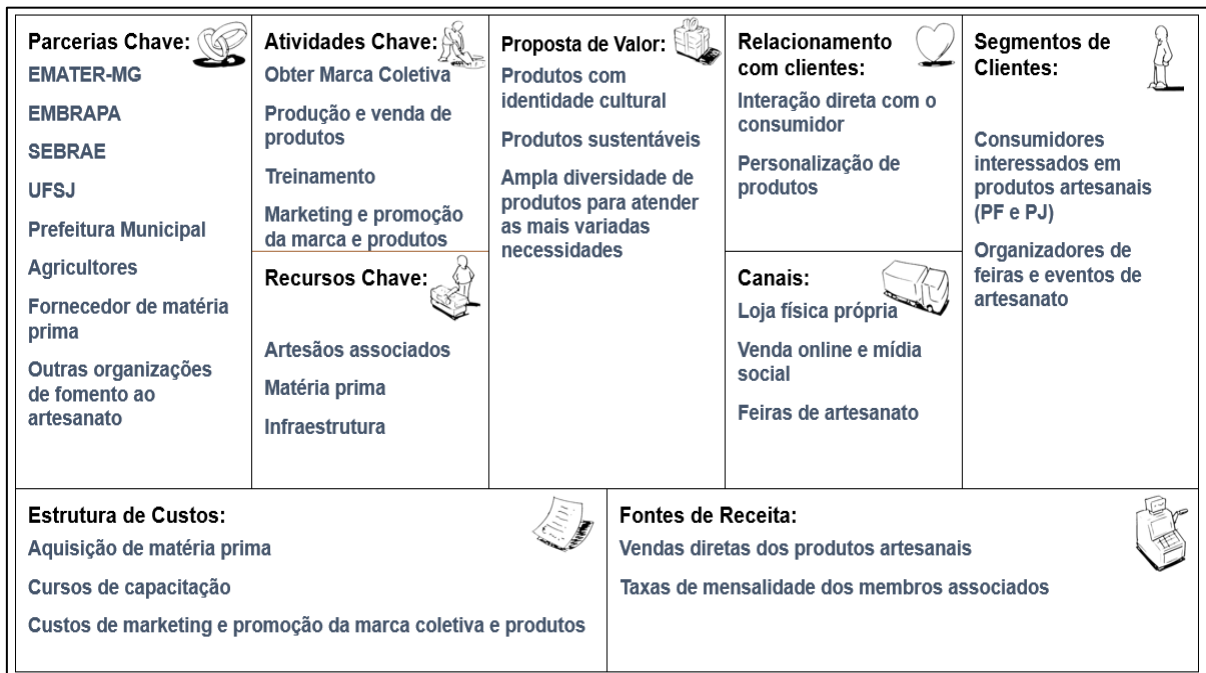 Parcerias Chave:
EMATER-MG
EMBRAPA
SEBRAE
UFSJ
Prefeitura Municipal
Agricultores
Fornecedor de matéria
prima
Outras organizações
de fomento ao
artesanato
Atividades Chave:
Obter Marca Coletiva
Produção e venda de
produtos
Treinamento
Marketing e promoção
da marca e produtos
Recursos Chave:
Artesãos associados
Matéria prima
Infraestrutura
Proposta de Valor:
Produtos com
identidade cultural
Produtos sustentáveis
Ampla diversidade de
produtos para atender
as mais variadas
necessidades
Relacionamento
com clientes:
Interação direta com o
consumidor
Personalização de
produtos
Canais:
Loja física própria
Venda online e mídia
social
Feiras de artesanato
Segmentos de
Clientes:
Consumidores
interessados em
produtos artesanais
(PF e PJ)
Organizadores de
feiras e eventos de
artesanato
Estrutura de Custos:
Aquisição de matéria prima
Cursos de capacitação
Custos de marketing e promoção da marca coletiva e produtos
Fontes de Receita:
Vendas diretas dos produtos artesanais
Taxas de mensalidade dos membros associados